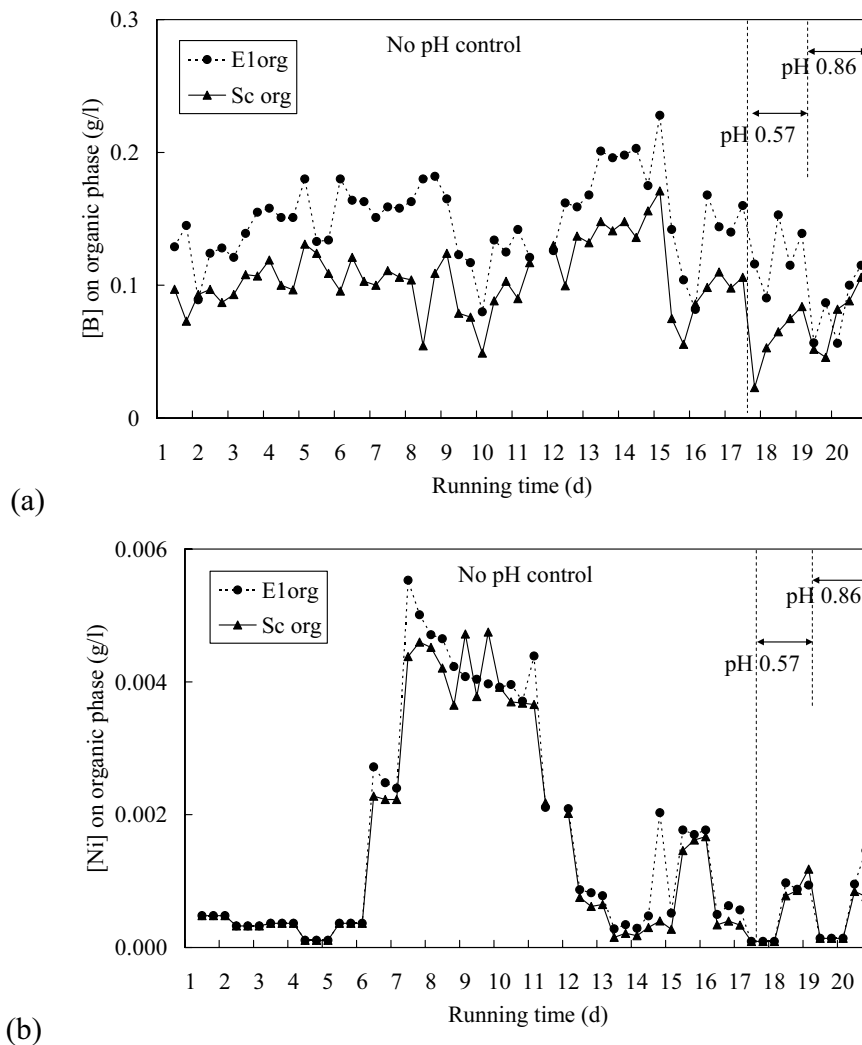 0.3
No pH control
E1org
Sc org
pH 0.86
pH 0.57
0.2
0.1
0
[B] on organic phase (g/l)
1 2 3 4 5 6 7 8 9 10 11 12 13 14 15 16 17 18 19 20
Running time (d)
(a)
0.006
No pH control
E1org
Sc org
pH 0.86
pH 0.57
0.004
0.002
0.000
[Ni] on organic phase (g/l)
1 2 3 4 5 6 7 8 9 10 11 12 13 14 15 16 17 18 19 20
Running time (d)
(b)